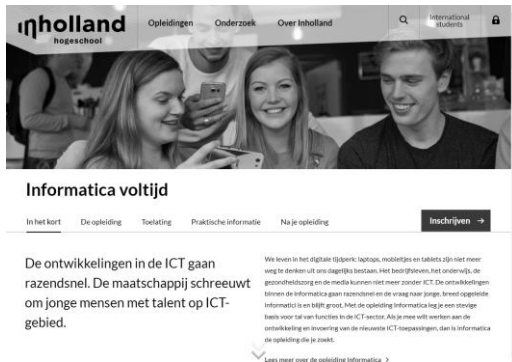 inholland
hogeschool
Opleidingen Onderzoek Over Inholland
International
students
Informatica voltijd
In het kort De opleiding Toelating Praktische informatie Na je opleiding
Inschrijven →
De ontwikkelingen in de ICT gaan
razendsnel. De maatschappij schreeuwt
om jonge mensen met talent op ICT-
gebied.
We leven in het digitale tijdperk: laptops, mobieltjes en tablets zijn niet meer
weg te denken uit ons dagelijks bestaan. Het bedrijfsleven, het onderwijs, de
gezondheidszorg en de media kunnen niet meer zonder ICT. De ontwikkelingen
binnen de informatica gaan razendsnel en de vraag naar jonge, breed opgeleide
informatici is en blijft groot. Met de opleiding Informatica leg je een stevige
basis voor tal van functies in de ICT-sector. Als je mee wilt werken aan de
ontwikkeling en invoering van de nieuwste ICT-toepassingen, dan is Informatica
de opleiding die je zoekt.
Lees meer over de opleiding Informatica >